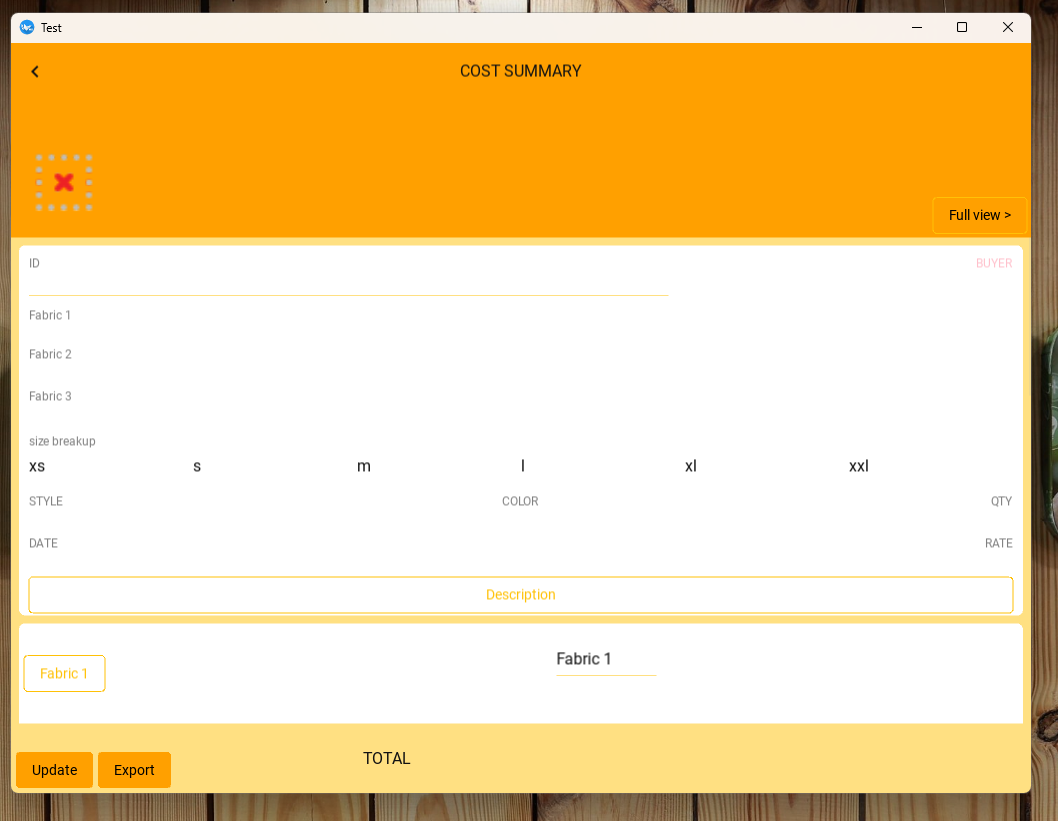 Test
COST SUMMARY
Full view >
ID BUYER
Fabric 1
Fabric 2
Fabric 3
size breakup
xs s m l xl xxl
STYLE COLOR QTY
DATE RATE
Description
Fabric 1 Fabric 1
TOTAL
Update Export